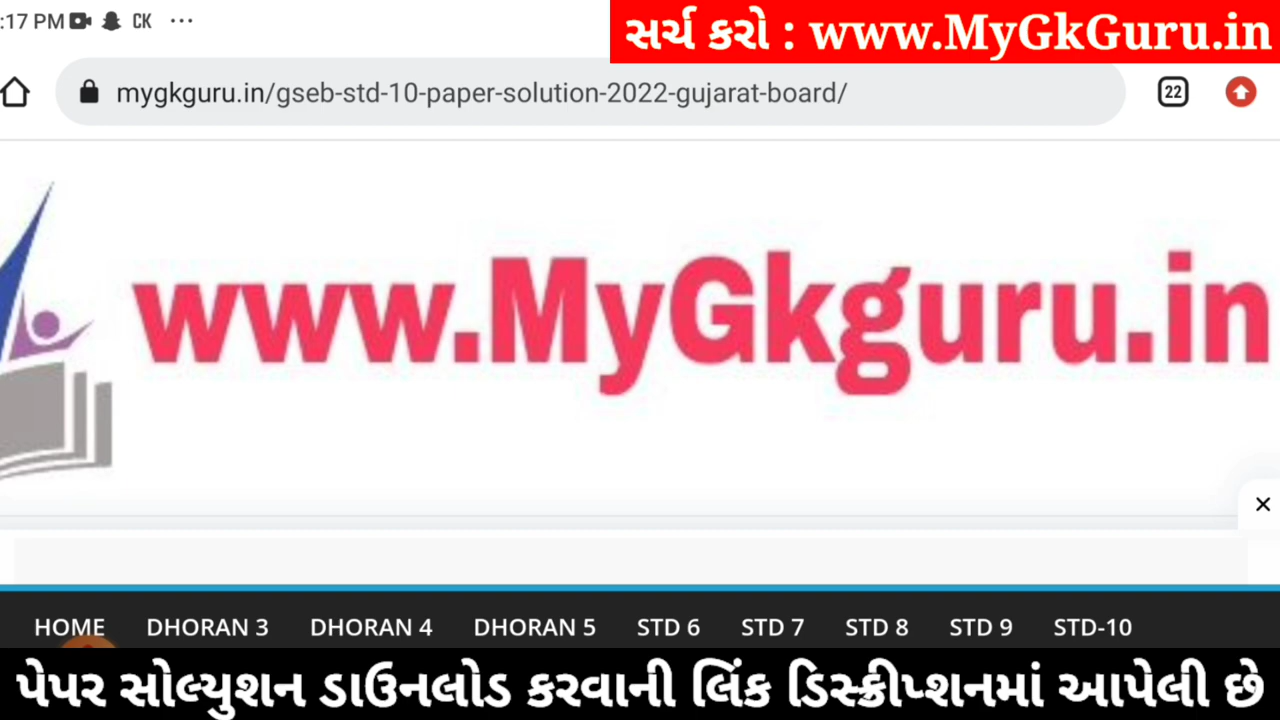 :17 PM CK ...
સર્ચ કરો : www.MyGkGuru.in
mygkguru.in/gseb-std-10-paper-solution-2022-gujarat-board/
22
www.MyGkguru.in
HOME DHORAN 3 DHORAN 4 DHORAN 5 STD 6 STD 7 STD 8 STD 9 STD-10
પેપર સોલ્યુશન ડાઉનલોડ કરવાની લિંક ડિસ્ક્રીપ્શનમાં આપેલી છે